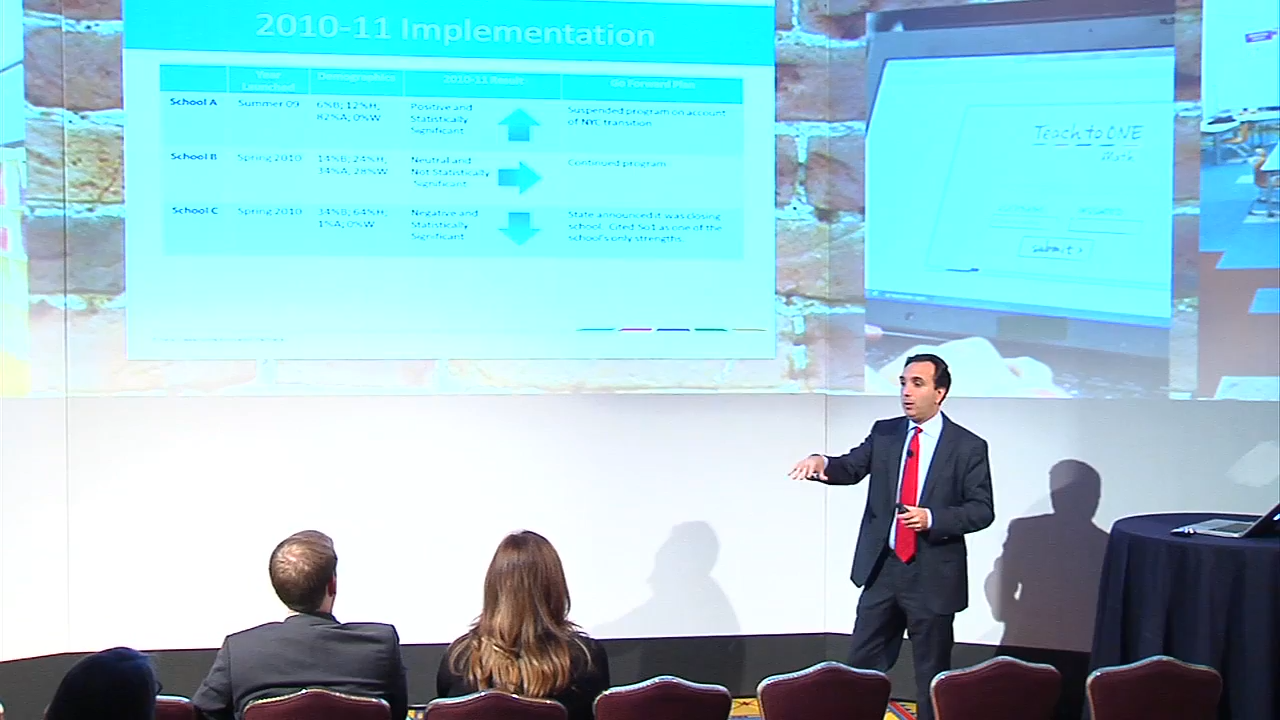 2010-11 Implementation
Year Launched
Demographics
2010-11 Result
Go Forward Plan
School A
Summer 09
6%B; 12%H;
82%A, 0%W
Positive and
Statistically
Significant
Suspended program on account
of NYC transition
School B
Spring 2010
14%B; 24%H,
34%A, 28%W
Neutral and
Not Statistically
Significant
Continued program
School C
Spring 2010
34%B; 64%H,
1%A; 0%W
Negative and
Statistically
Significant
State announced it was closing
school. Cited So1 as one of the
school's only strengths
Teach to ONE
Math
submit >